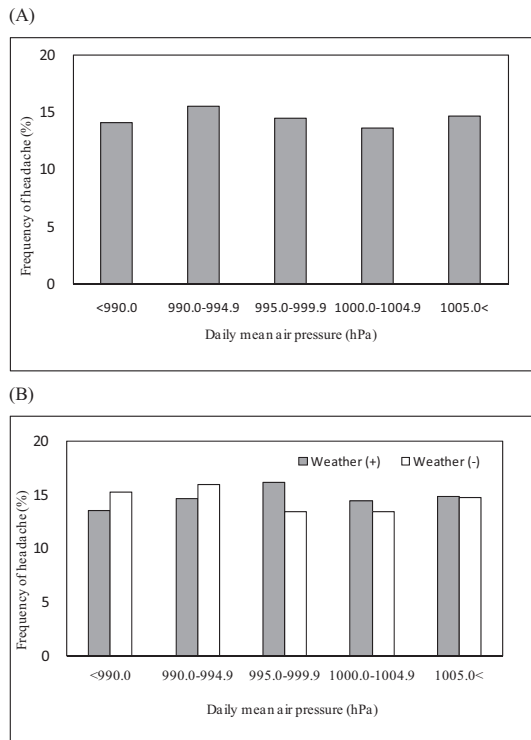 (A)
Frequency of headache (%)
20
15
10
5
0
<990.0 990.0-994.9 995.0-999.9 1000.0-1004.9 1005.0<
Daily mean air pressure (hPa)
(B)
Frequency of headache (%)
20
15
10
5
0
Weather (+) Weather (-)
<990.0 990.0-994.9 995.0-999.9 1000.0-1004.9 1005.0<
Daily mean air pressure (hPa)